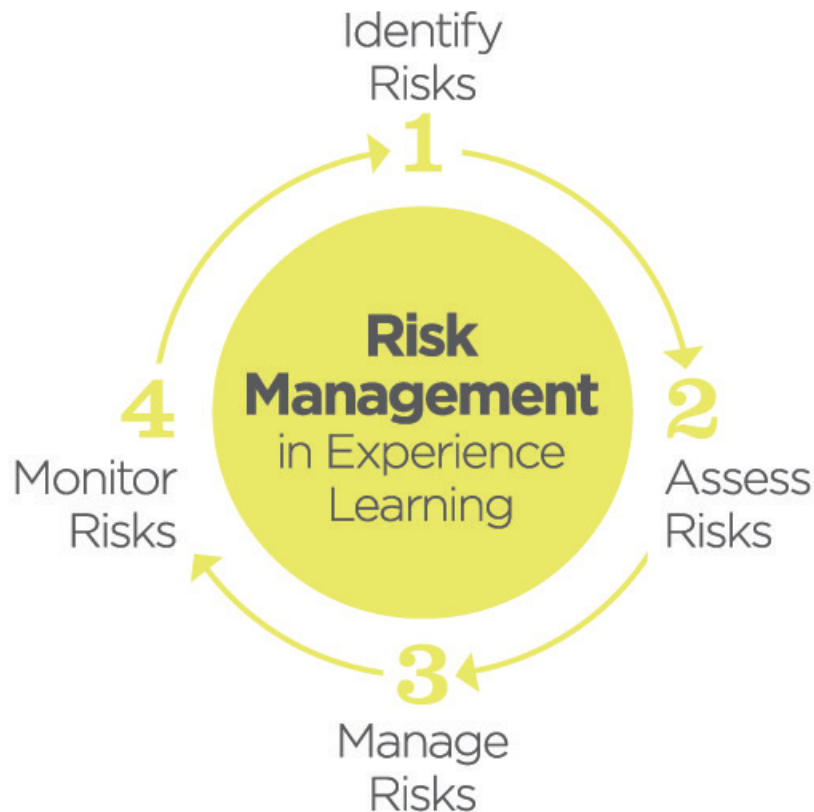 Identify
Risks
1
Risk
Management
in Experience
Learning
2
Assess
Risks
3
Manage
Risks
4
Monitor
Risks